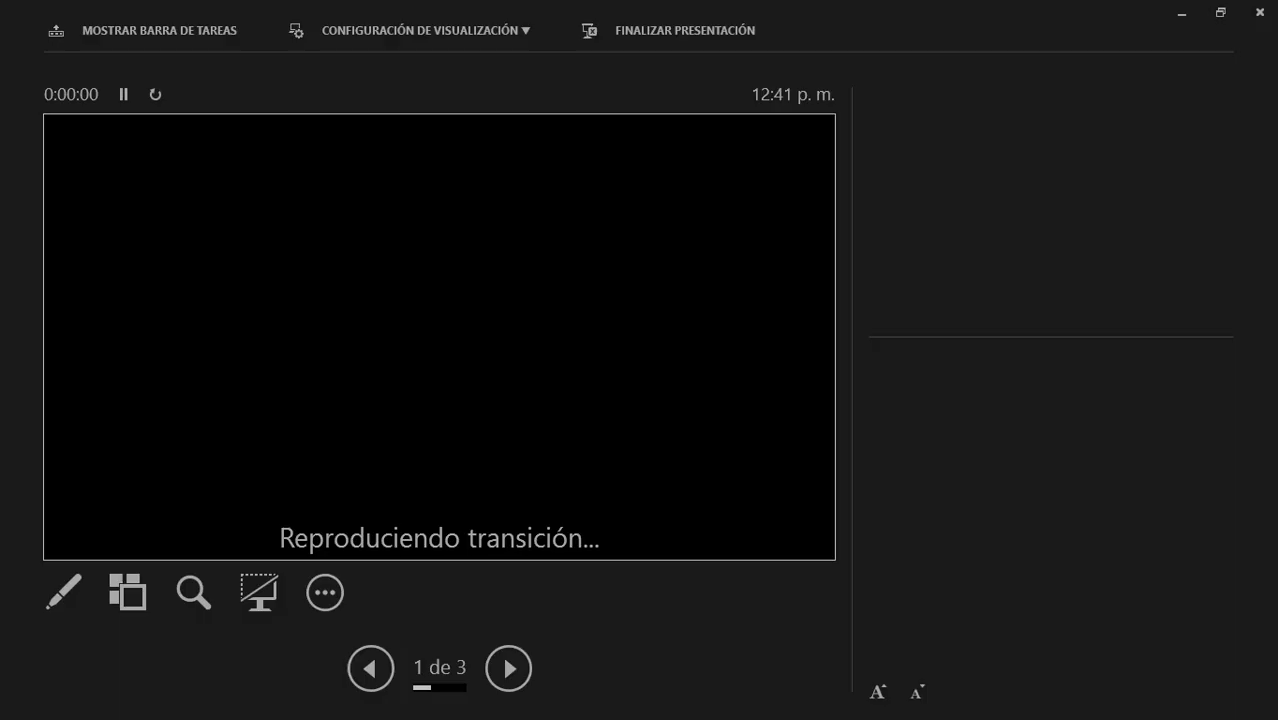 MOSTRAR BARRA DE TAREAS
CONFIGURACIÓN DE VISUALIZACIÓN
FINALIZAR PRESENTACIÓN
0:00:00
12:41 p. m.
Reproduciendo transición...
1 de 3
A
A